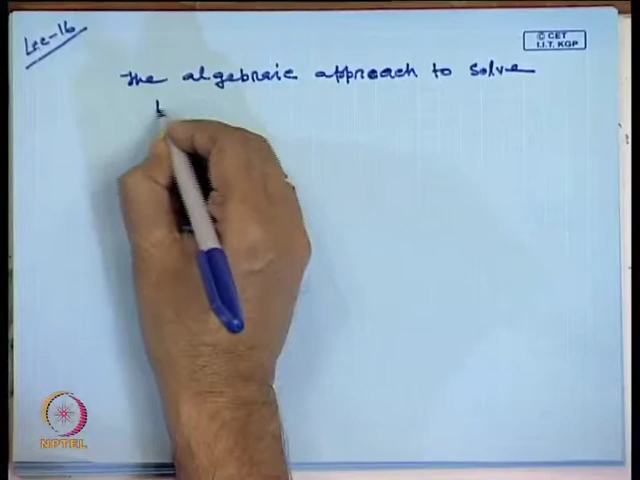 Lec-16
© CET
I.I.T. KGP
The algebraic approach to solve
NPTEL